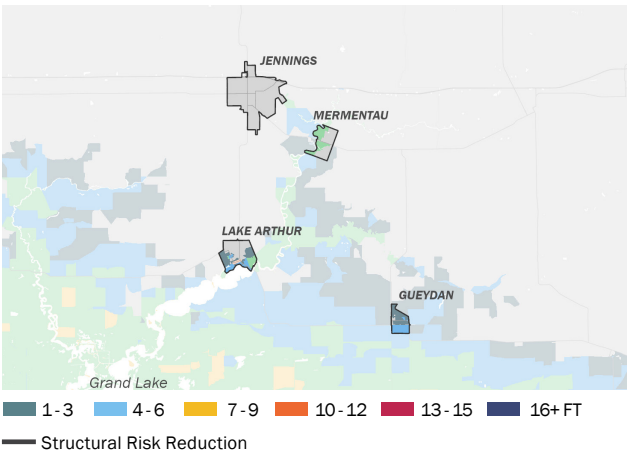 JENNINGS
MERMENTAU
LAKE ARTHUR
GUEYDAN
Grand Lake
1-3 4-6 7-9 10-12 13-15 16+ FT
Structural Risk Reduction